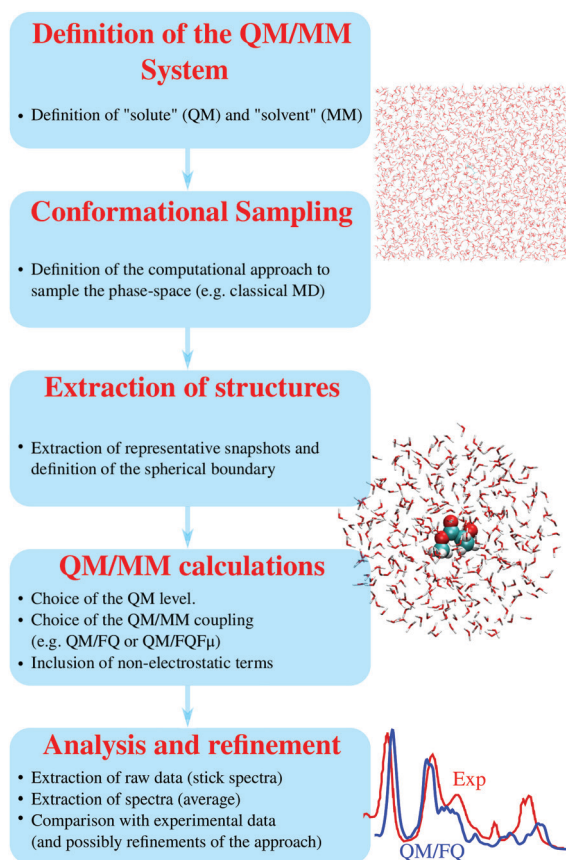 Definition of the QM/MM
System
• Definition of "solute" (QM) and "solvent" (MM)
Conformational Sampling
• Definition of the computational approach to
sample the phase-space (e.g. classical MD)
Extraction of structures
• Extraction of representative snapshots and
definition of the spherical boundary
QM/MM calculations
• Choice of the QM level.
• Choice of the QM/MM coupling
(e.g. QM/FQ or QM/FQFμ)
• Inclusion of non-electrostatic terms
Analysis and refinement
• Extraction of raw data (stick spectra)
• Extraction of spectra (average)
• Comparison with experimental data
(and possibly refinements of the approach)
Exp
QM/FQ